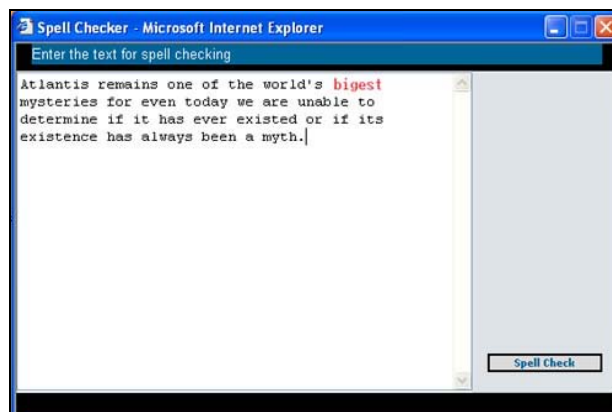 Spell Checker - Microsoft Internet Explorer
Enter the text for spell checking
Atlantis remains one of the world's bigest
mysteries for even today we are unable to
determine if it has ever existed or if its
existence has always been a myth.
Spell Check